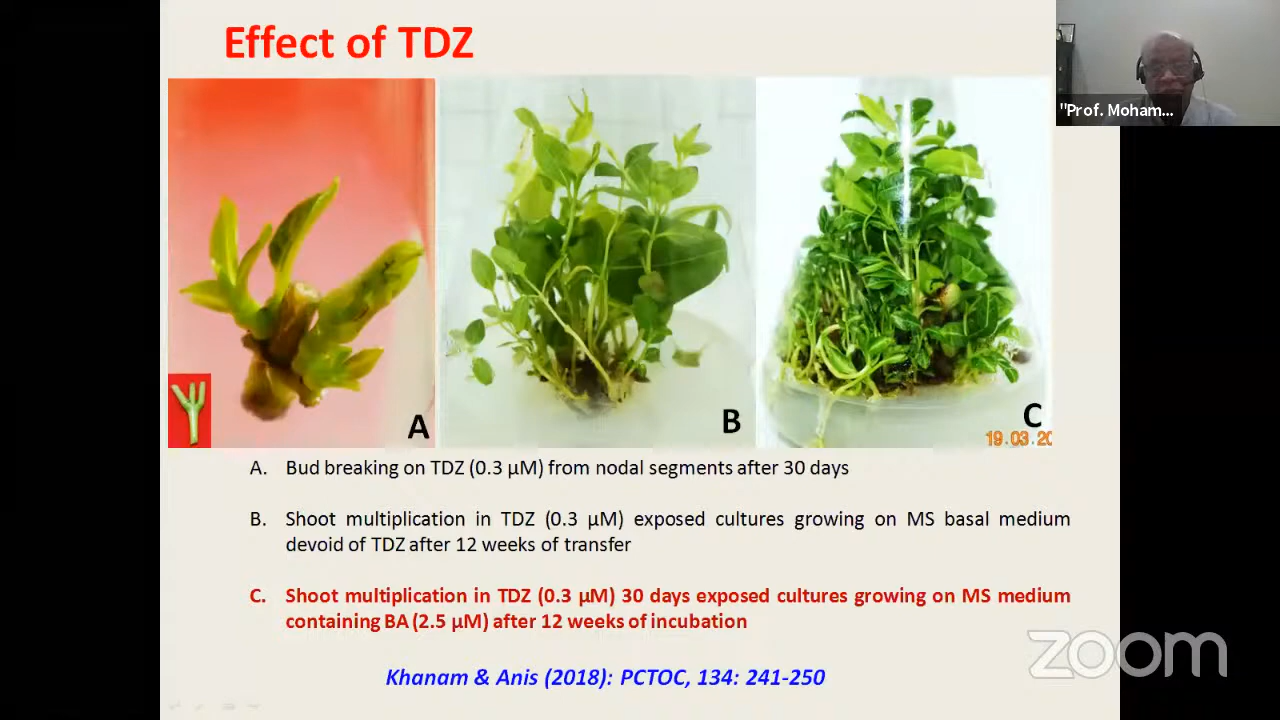 Effect of TDZ
"Prof. Moham...
A
B
C
19.03.20
A. Bud breaking on TDZ (0.3 µM) from nodal segments after 30 days
B. Shoot multiplication in TDZ (0.3 µM) exposed cultures growing on MS basal medium
devoid of TDZ after 12 weeks of transfer
C. Shoot multiplication in TDZ (0.3 µM) 30 days exposed cultures growing on MS medium
containing BA (2.5 µM) after 12 weeks of incubation
zoom
Khanam & Anis (2018): PCTOC, 134: 241-250